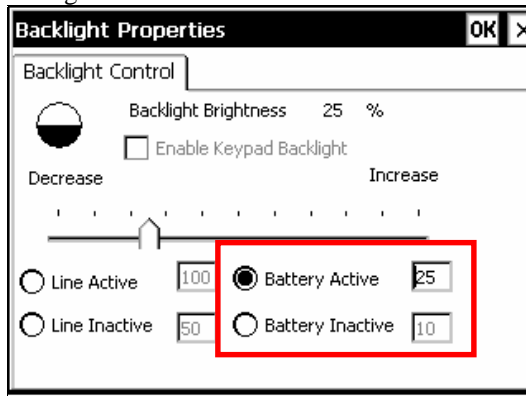 Backlight Properties OK ×
Backlight Control
Backlight Brightness 25 %
Enable Keypad Backlight
Decrease Increase
Line Active 100 Battery Active 25
Line Inactive 50 Battery Inactive 10